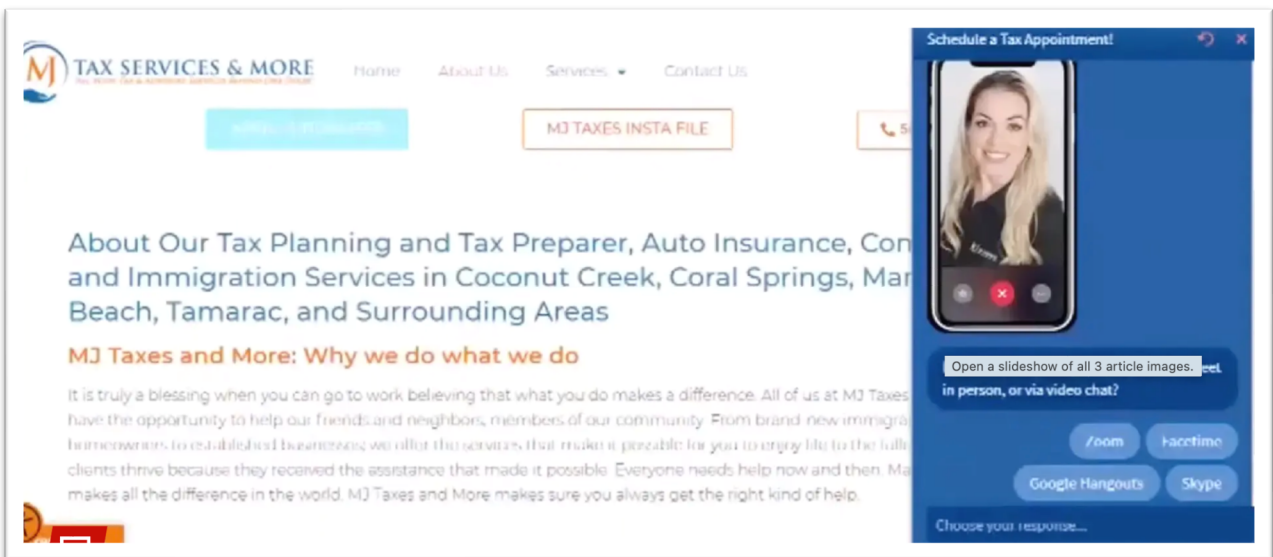 Schedule a Tax Appointment!
MJ TAX SERVICES & MORE
Home About Us Services Contact Us
MJ TAXES INSTA FILE
About Our Tax Planning and Tax Preparer, Auto Insurance, Con
and Immigration Services in Coconut Creek, Coral Springs, Mar
Beach, Tamarac, and Surrounding Areas
MJ Taxes and More: Why we do what we do
It is truly a blessing when you can go to work believing that what you do makes a difference. All of us at MJ Taxes
have the opportunity to help our friends and neighbors, members of our community. From brand new immigra
homeowners to established businesses, we offer the services that make it possible for you to enjoy life to the fulle
clients thrive because they received the assistance that made it possible. Everyone needs help now and then. Ma
makes all the difference in the world. MJ Taxes and More makes sure you always get the right kind of help.
Open a slideshow of all 3 article images.
in person, or via video chat?
Zoom Facetime
Google Hangouts Skype
Choose your response...